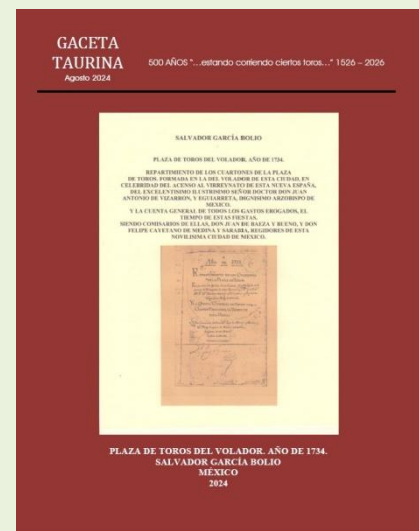 GACETA
TAURINA
Agosto 2024
500 AÑOS "...estando corriendo ciertos toros..." 1526 – 2026
SALVADOR GARCÍA BOLIO
PLAZA DE TOROS DEL VOLADOR. AÑO DE 1734.
REPARTIMIENTO DE LOS CUARTONES DE LA PLAZA
DE TOROS. FORMADA EN LA DEL VOLADOR DE ESTA CIUDAD, EN
CELEBRIDAD DEL ACENSO AL VIRREYNATO DE ESTA NUEVA ESPAÑA,
DEL EXCELENTISIMO ILUSTRISIMO SEÑOR DOCTOR DON JUAN
ANTONIO DE VIZARRON, Y EGUIARRETA, DIGNISIMO ARZOBISPO DE
MEXICO.
Y LA CUENTA GENERAL DE TODOS LOS GASTOS EROGADOS, EL
TIEMPO DE ESTAS FIESTAS.
SIENDO COMISARIOS DE ELLAS, DON JUAN DE BAEZA Y BUENO, Y DON
FELIPE CAYETANO DE MEDINA Y SARABIA, REGIDORES DE ESTA
NOVILISIMA CIUDAD DE MEXICO.
PLAZA DE TOROS DEL VOLADOR. AÑO DE 1734.
SALVADOR GARCÍA BOLIO
MÉXICO
2024